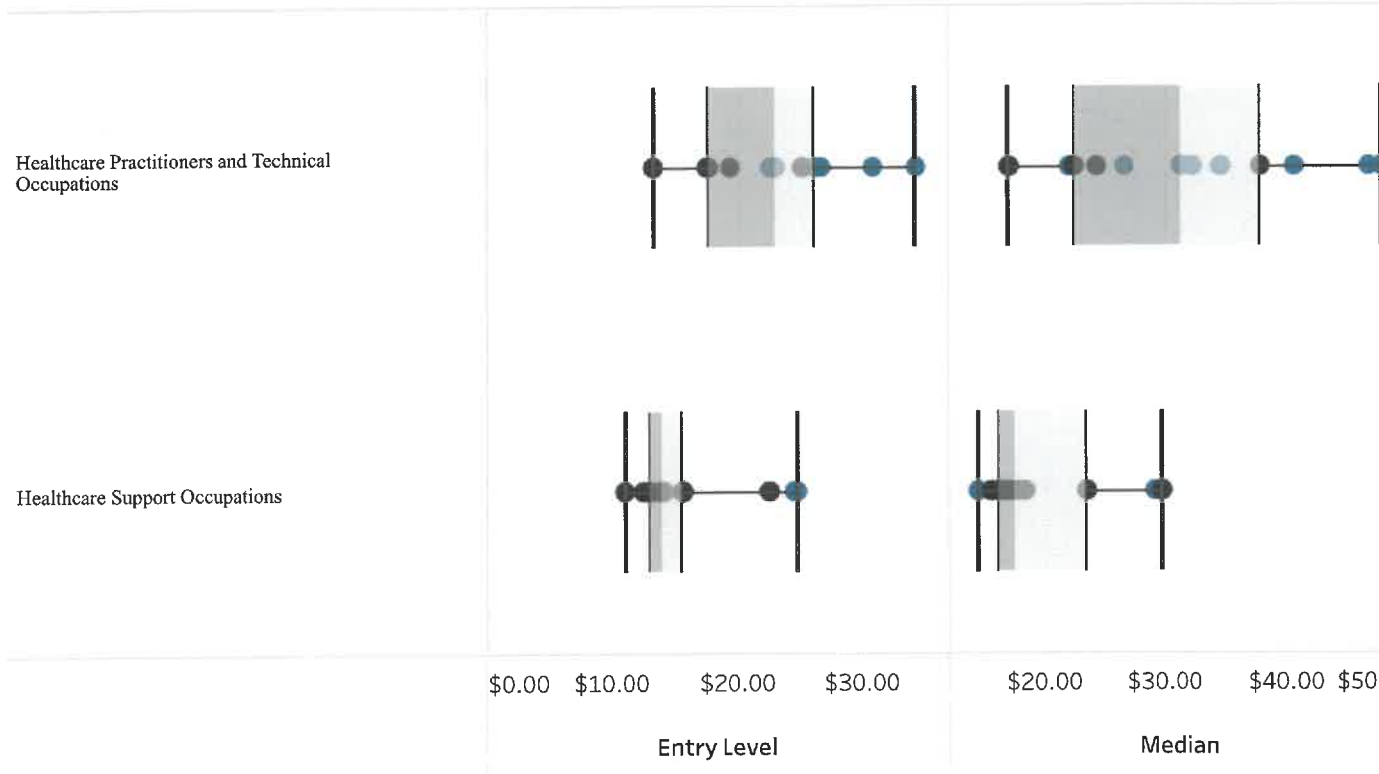 Healthcare Practitioners and Technical
Occupations
Healthcare Support Occupations
$0.00 $10.00 $20.00 $30.00 $20.00 $30.00 $40.00 $50
Entry Level Median